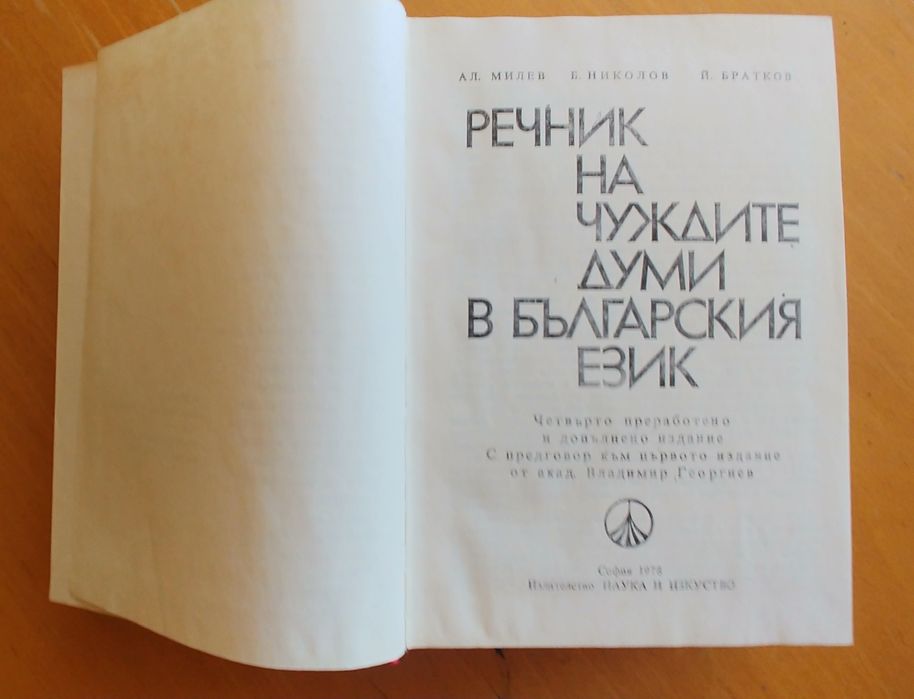 АЛ. МИЛЕВ Б. НИКОЛОВ Й. БРАТКОВ
РЕЧНИК
НА
ЧУЖДИТЕ
ДУМИ
В БЪЛГАРСКИЯ
ЕЗИК
Четвърто преработено
и допълнено издание
С предговор към първото издание
от акад. Владимир Георгиев
София 1978
Издателство НАУКА И ИЗКУСТВО